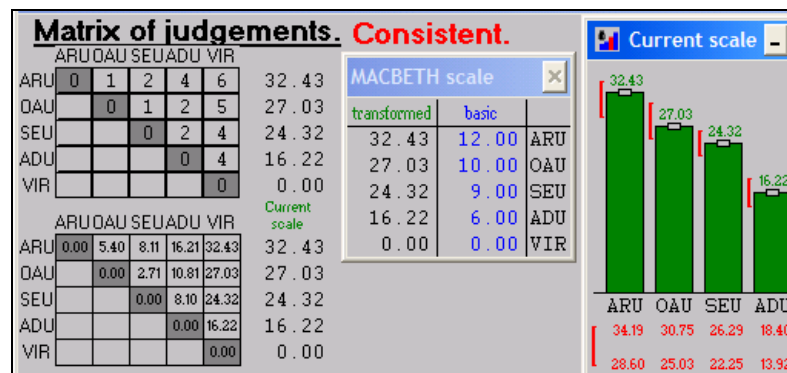 Matrix of judgements. Consistent.
ARU OAU SEU ADU VIR
ARU 0 1 2 4 6 32.43
OAU 0 1 2 5 27.03
SEU 0 2 4 24.32
ADU 0 4 16.22
VIR 0 0.00
Current scale
ARU OAU SEU ADU VIR
ARU 0.00 5.40 8.11 16.21 32.43 32.43
OAU 0.00 2.71 10.81 27.03 27.03
SEU 0.00 8.10 24.32 24.32
ADU 0.00 16.22 16.22
VIR 0.00 0.00
MACBETH scale
transformed basic
32.43 12.00 ARU
27.03 10.00 OAU
24.32 9.00 SEU
16.22 6.00 ADU
0.00 0.00 VIR
Current scale
32.43
27.03
24.32
16.22
ARU OAU SEU ADU
34.19 30.75 26.29 18.40
28.60 25.03 22.25 13.92